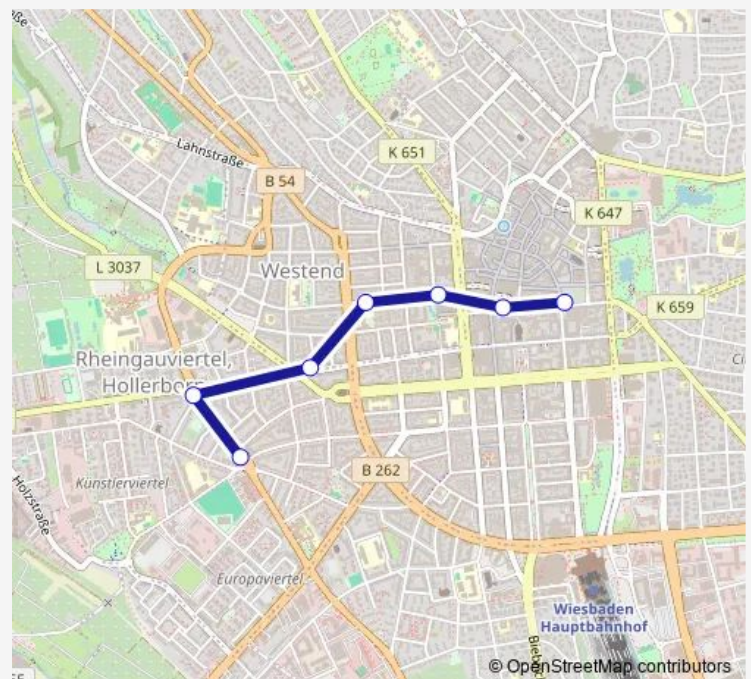 Lahnstraße
K 651
B 54
K 647
L 3037
Westend
K 659
Rheingauviertel,
Hollerborn
Künstlerviertel
B 262
Holzstraße
Europaviertel
Wiesbaden
Hauptbahnhof
© OpenStreetMap contributors